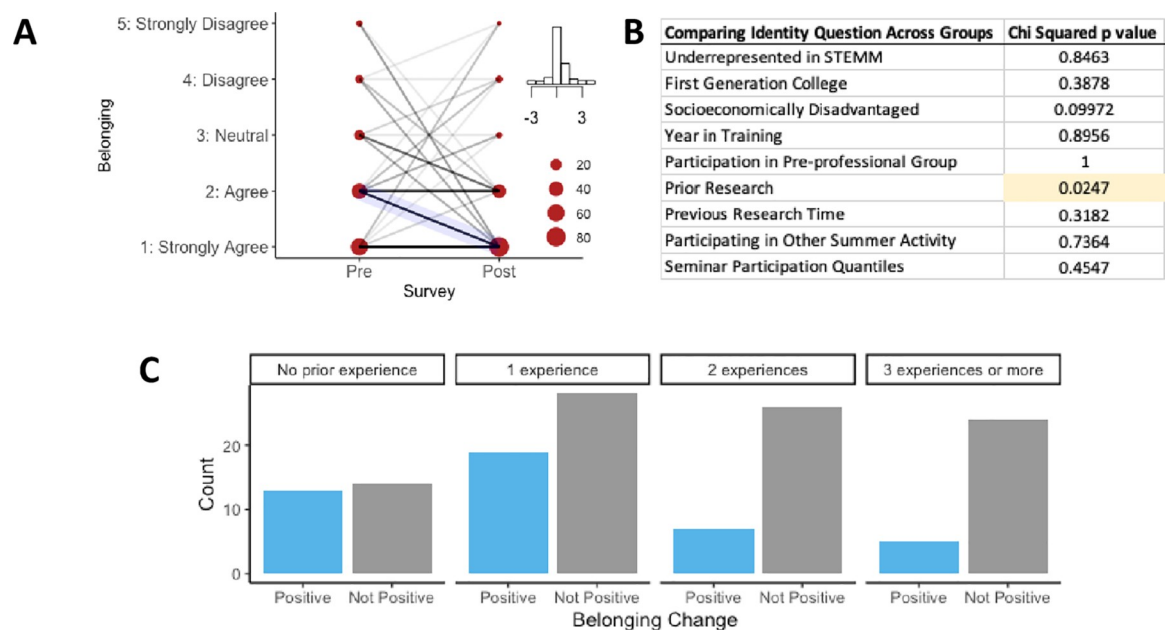 A
5: Strongly Disagree
4: Disagree
3: Neutral
2: Agree
1: Strongly Agree
Belonging
Pre
Post
Survey
-3
3
20
40
60
80
B
Comparing Identity Question Across Groups Chi Squared p value
Underrepresented in STEMM 0.8463
First Generation College 0.3878
Socioeconomically Disadvantaged 0.09972
Year in Training 0.8956
Participation in Pre-professional Group 1
Prior Research 0.0247
Previous Research Time 0.3182
Participating in Other Summer Activity 0.7364
Seminar Participation Quantiles 0.4547
C
No prior experience 1 experience 2 experiences 3 experiences or more
Count
20
10
0
Positive Not Positive Positive Not Positive Positive Not Positive Positive Not Positive
Belonging Change